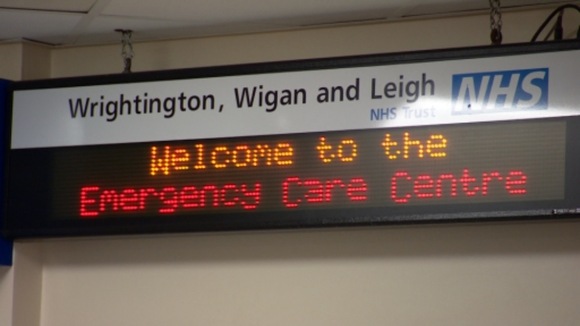 Wrightington, Wigan and Leigh NHS
NHS Trust
Welcome to the
Emergency Care Centre